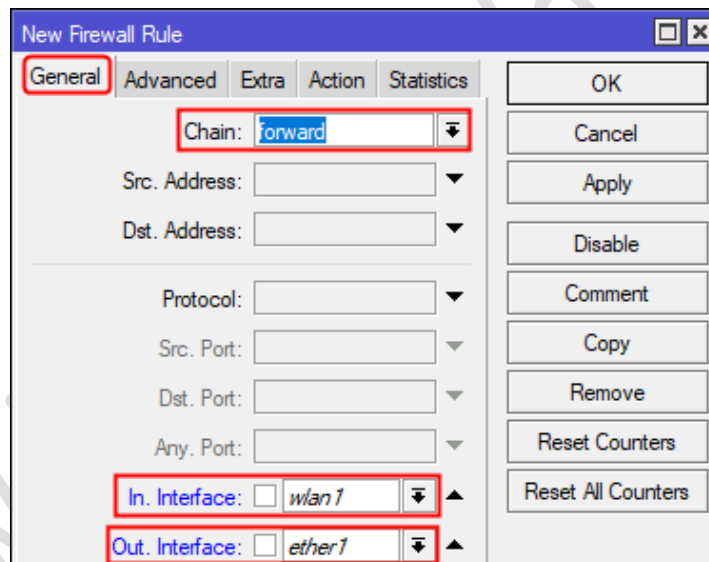 New Firewall Rule
General Advanced Extra Action Statistics
Chain: forward
Src. Address:
Dst. Address:
Protocol:
Src. Port:
Dst. Port:
Any. Port:
In. Interface: wlan1
Out. Interface: ether1
OK
Cancel
Apply
Disable
Comment
Copy
Remove
Reset Counters
Reset All Counters